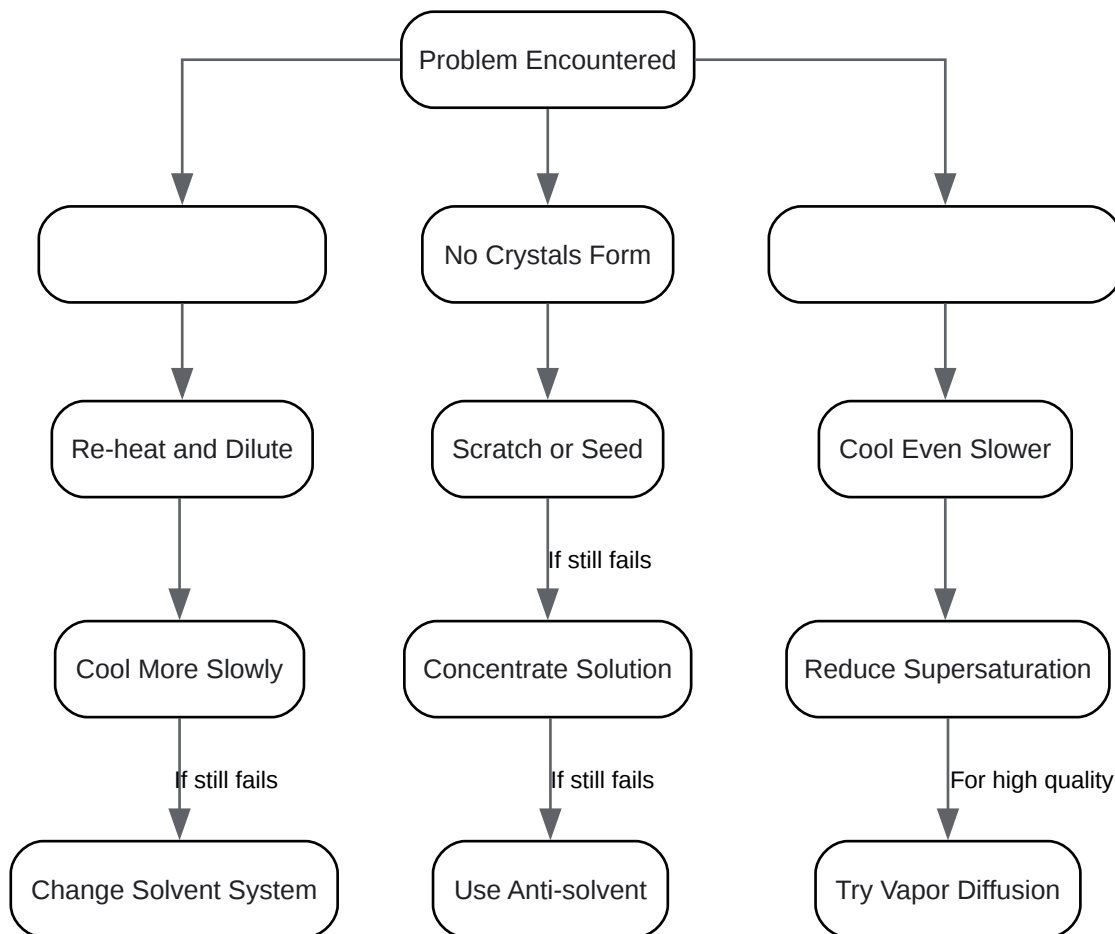 Problem Encountered
No Crystals Form
Re-heat and Dilute
Scratch or Seed
Cool Even Slower
If still fails
Cool More Slowly
Concentrate Solution
Reduce Supersaturation
If still fails
If still fails
For high quality
Change Solvent System
Use Anti-solvent
Try Vapor Diffusion